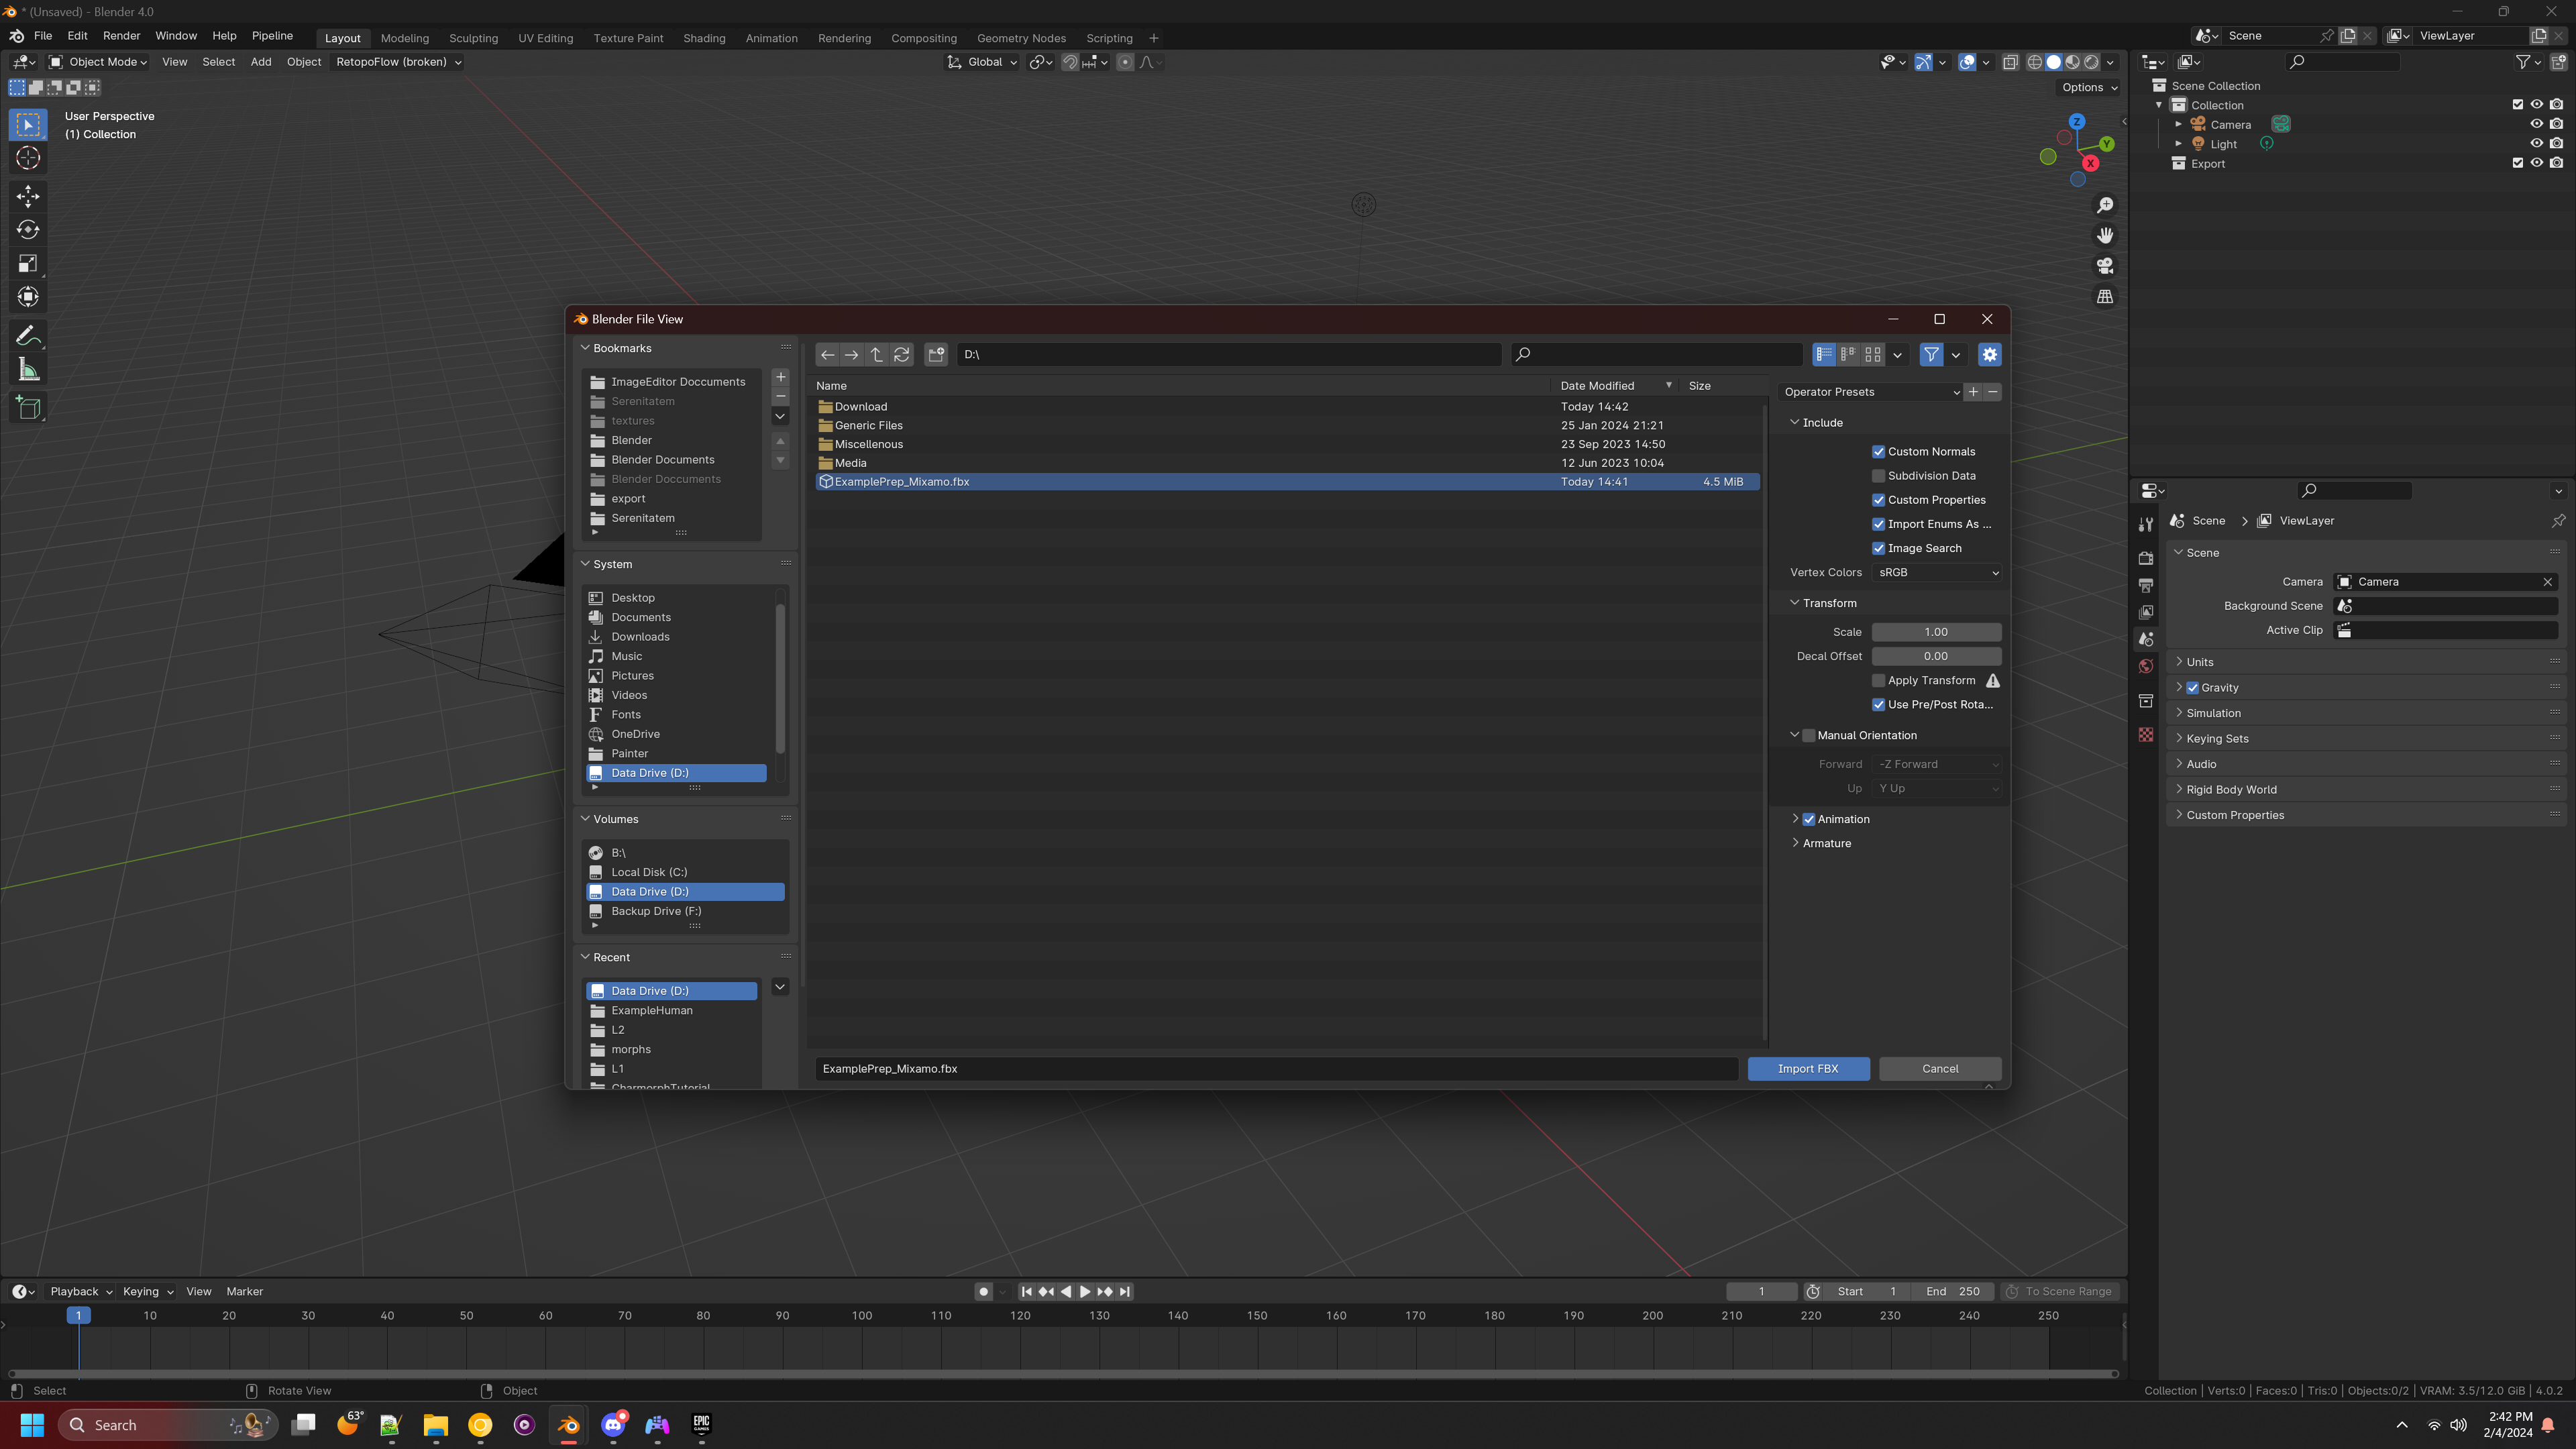 * (Unsaved) - Blender 4.0
File Edit Render Window Help Pipeline Layout Modeling Sculpting UV Editing Texture Paint Shading Animation Rendering Compositing Geometry Nodes Scripting + Scene ViewLayer
Object Mode View Select Add Object RetopoFlow (broken) Global
Options
User Perspective
(1) Collection
Z
Y
X
Scene Collection
Collection
Camera
Light
Export
Blender File View
Bookmarks
ImageEditor Doccuments
Serenitatem
textures
Blender
Blender Documents
Blender Doccuments
export
Serenitatem
System
Desktop
Documents
Downloads
Music
Pictures
Videos
Fonts
OneDrive
Painter
Data Drive (D:)
Volumes
B:\
Local Disk (C:)
Data Drive (D:)
Backup Drive (F:)
Recent
Data Drive (D:)
ExampleHuman
L2
morphs
L1
CharmorphTutorial
D:\
Name Date Modified Size
Download Today 14:42
Generic Files 25 Jan 2024 21:21
Miscellenous 23 Sep 2023 14:50
Media 12 Jun 2023 10:04
ExamplePrep_Mixamo.fbx Today 14:41 4.5 MiB
ExamplePrep_Mixamo.fbx Import FBX Cancel
Operator Presets
Include
Custom Normals
Subdivision Data
Custom Properties
Import Enums As ...
Image Search
Vertex Colors sRGB
Transform
Scale 1.00
Decal Offset 0.00
Apply Transform
Use Pre/Post Rota...
Manual Orientation
Forward -Z Forward
Up Y Up
Animation
Armature
Scene ViewLayer
Scene
Camera Camera
Background Scene
Active Clip
Units
Gravity
Simulation
Keying Sets
Audio
Rigid Body World
Custom Properties
Playback Keying View Marker 1 Start 1 End 250 To Scene Range
1 10 20 30 40 50 60 70 80 90 100 110 120 130 140 150 160 170 180 190 200 210 220 230 240 250
Select Rotate View Object Collection | Verts:0 | Faces:0 | Tris:0 | Objects:0/2 | VRAM: 3.5/12.0 GiB | 4.0.2
Search 63° EPIC GAMES 2:42 PM
2/4/2024